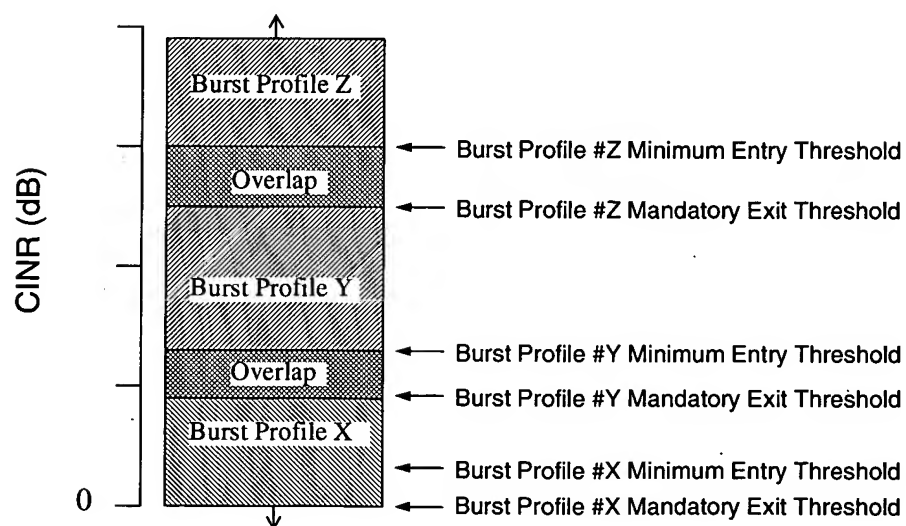 CINR (dB)
Burst Profile Z
Burst Profile #Z Minimum Entry Threshold
Overlap
Burst Profile #Z Mandatory Exit Threshold
Burst Profile Y
Burst Profile #Y Minimum Entry Threshold
Overlap
Burst Profile #Y Mandatory Exit Threshold
Burst Profile X
Burst Profile #X Minimum Entry Threshold
0
Burst Profile #X Mandatory Exit Threshold